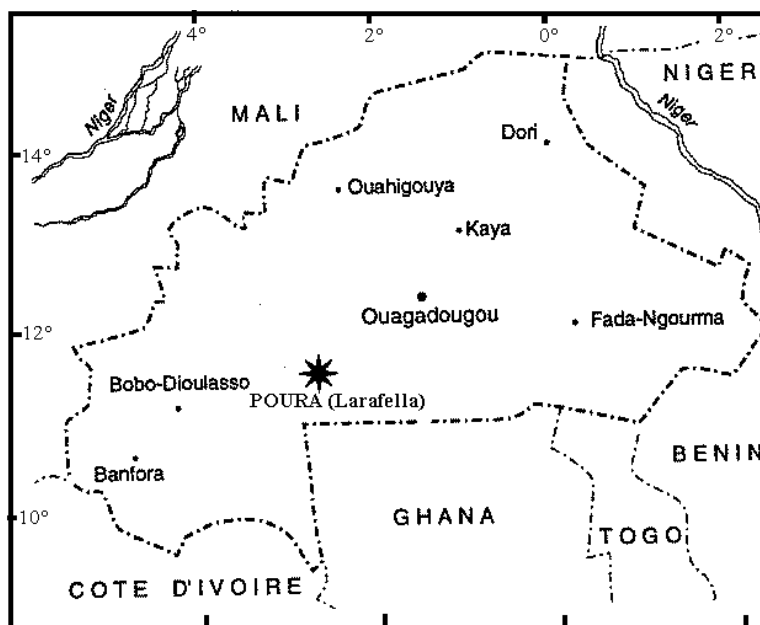 4°
2°
0°
2°
NIGER
Niger
MALI
Niger
Dori
14°
Ouahigouya
Kaya
Ouagadougou
Fada-Ngourma
12°
Bobo-Dioulasso
POURA (Larafella)
Banfora
BENIN
10°
GHANA
TOGO
COTE D'IVOIRE